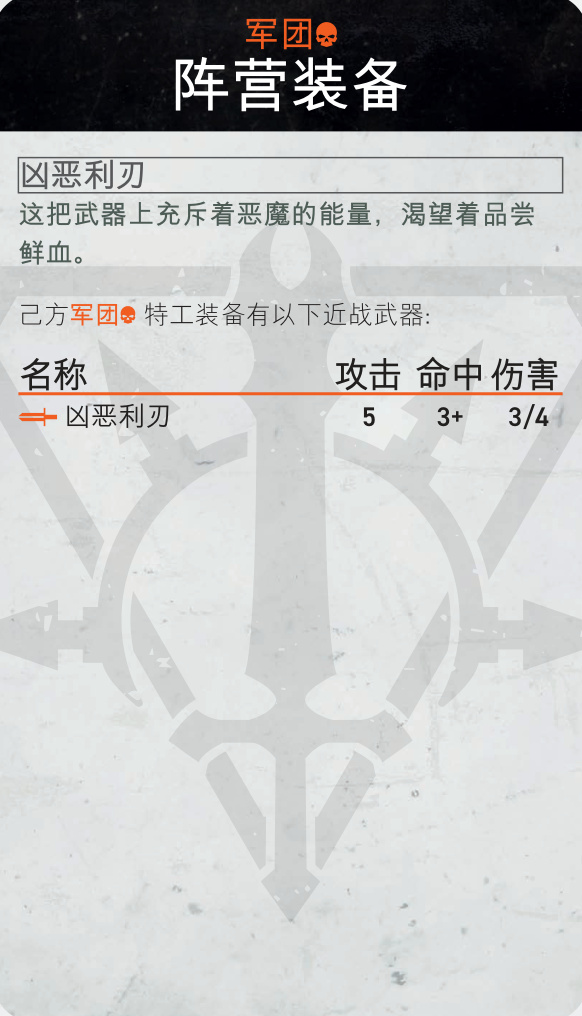 军团
阵营装备
凶恶利刃
这把武器上充斥着恶魔的能量，渴望着品尝
鲜血。
己方军团 特工装备有以下近战武器:
名称 攻击 命中 伤害
凶恶利刃 5 3+ 3/4